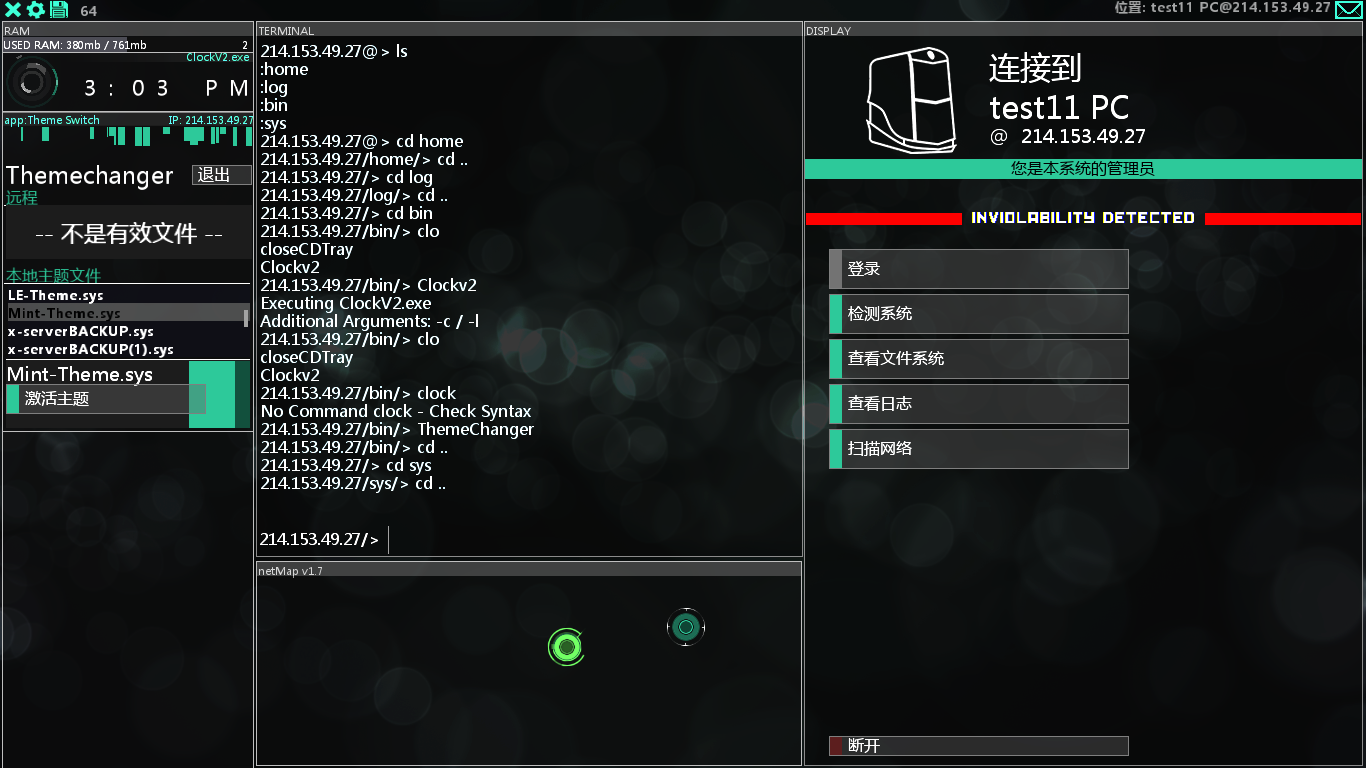 64
位置: test11 PC@214.153.49.27
RAM
USED RAM: 380mb / 761mb 2
ClockV2.exe
3 : 03 PM
app:Theme Switch IP: 214.153.49.27
Themechanger 退出
远程
-- 不是有效文件 --
本地主题文件
LE-Theme.sys
Mint-Theme.sys
x-serverBACKUP.sys
x-serverBACKUP(1).sys
Mint-Theme.sys
激活主题
TERMINAL
214.153.49.27@> ls
:home
:log
:bin
:sys
214.153.49.27@> cd home
214.153.49.27/home/> cd ..
214.153.49.27/> cd log
214.153.49.27/log/> cd ..
214.153.49.27/> cd bin
214.153.49.27/bin/> clo
closeCDTray
Clockv2
214.153.49.27/bin/> Clockv2
Executing ClockV2.exe
Additional Arguments: -c / -l
214.153.49.27/bin/> clo
closeCDTray
Clockv2
214.153.49.27/bin/> clock
No Command clock - Check Syntax
214.153.49.27/bin/> ThemeChanger
214.153.49.27/bin/> cd ..
214.153.49.27/> cd sys
214.153.49.27/sys/> cd ..
214.153.49.27/>
netMap v1.7
DISPLAY
连接到
test11 PC
@ 214.153.49.27
您是本系统的管理员
INVIOLABILITY DETECTED
登录
检测系统
查看文件系统
查看日志
扫描网络
断开